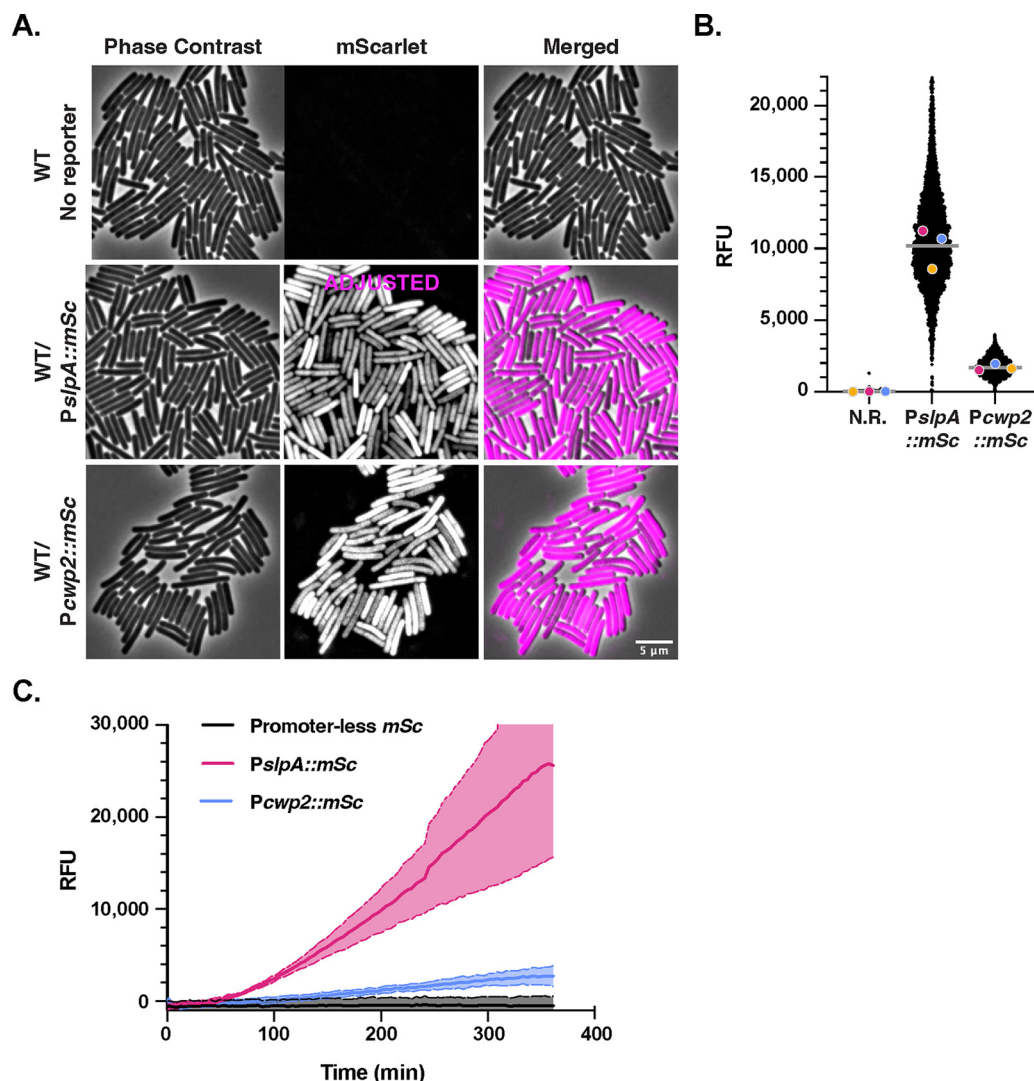 A.
Phase Contrast
mScarlet
Merged
WT
No reporter
WT/
PslpA::mSc
ADJUSTED
WT/
Pcwp2::mSc
5 μm
B.
RFU
20,000
15,000
10,000
5,000
0
N.R.
PslpA
::mSc
Pcwp2
::mSc
C.
RFU
30,000
20,000
10,000
0
Promoter-less mSc
PslpA::mSc
Pcwp2::mSc
0
100
200
300
400
Time (min)